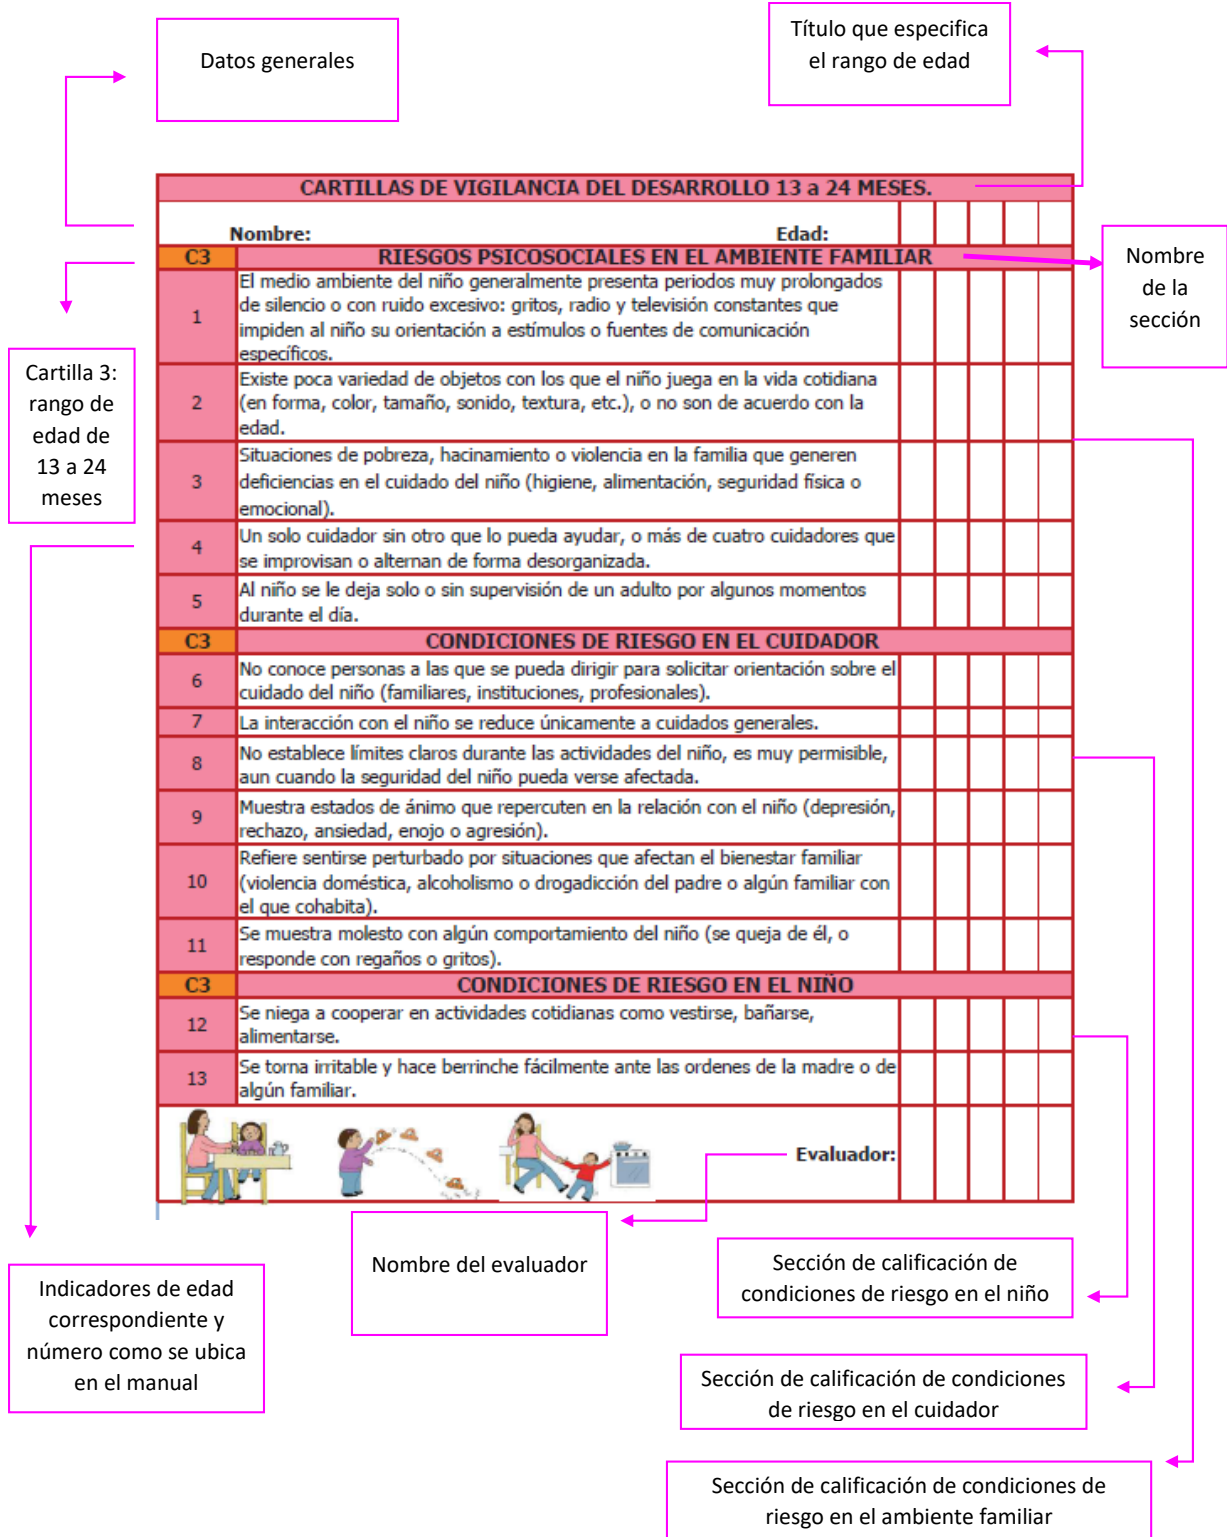 Datos generales
Título que especifica
el rango de edad
CARTILLAS DE VIGILANCIA DEL DESARROLLO 13 a 24 MESES.
Nombre: Edad:
C3 RIESGOS PSICOSOCIALES EN EL AMBIENTE FAMILIAR
1
El medio ambiente del niño generalmente presenta periodos muy prolongados
de silencio o con ruido excesivo: gritos, radio y televisión constantes que
impiden al niño su orientación a estímulos o fuentes de comunicación
específicos.
2
Existe poca variedad de objetos con los que el niño juega en la vida cotidiana
(en forma, color, tamaño, sonido, textura, etc.), o no son de acuerdo con la
edad.
3
Situaciones de pobreza, hacinamiento o violencia en la familia que generen
deficiencias en el cuidado del niño (higiene, alimentación, seguridad física o
emocional).
4
Un solo cuidador sin otro que lo pueda ayudar, o más de cuatro cuidadores que
se improvisan o alternan de forma desorganizada.
5
Al niño se le deja solo o sin supervisión de un adulto por algunos momentos
durante el día.
C3 CONDICIONES DE RIESGO EN EL CUIDADOR
6
No conoce personas a las que se pueda dirigir para solicitar orientación sobre el
cuidado del niño (familiares, instituciones, profesionales).
7 La interacción con el niño se reduce únicamente a cuidados generales.
8
No establece límites claros durante las actividades del niño, es muy permisible,
aun cuando la seguridad del niño pueda verse afectada.
9
Muestra estados de ánimo que repercuten en la relación con el niño (depresión,
rechazo, ansiedad, enojo o agresión).
10
Refiere sentirse perturbado por situaciones que afectan el bienestar familiar
(violencia doméstica, alcoholismo o drogadicción del padre o algún familiar con
el que cohabita).
11
Se muestra molesto con algún comportamiento del niño (se queja de él, o
responde con regaños o gritos).
C3 CONDICIONES DE RIESGO EN EL NIÑO
12
Se niega a cooperar en actividades cotidianas como vestirse, bañarse,
alimentarse.
13
Se torna irritable y hace berrinche fácilmente ante las ordenes de la madre o de
algún familiar.
Evaluador:
Nombre
de la
sección
Cartilla 3:
rango de
edad de
13 a 24
meses
Indicadores de edad
correspondiente y
número como se ubica
en el manual
Nombre del evaluador
Sección de calificación de
condiciones de riesgo en el niño
Sección de calificación de condiciones
de riesgo en el cuidador
Sección de calificación de condiciones de
riesgo en el ambiente familiar